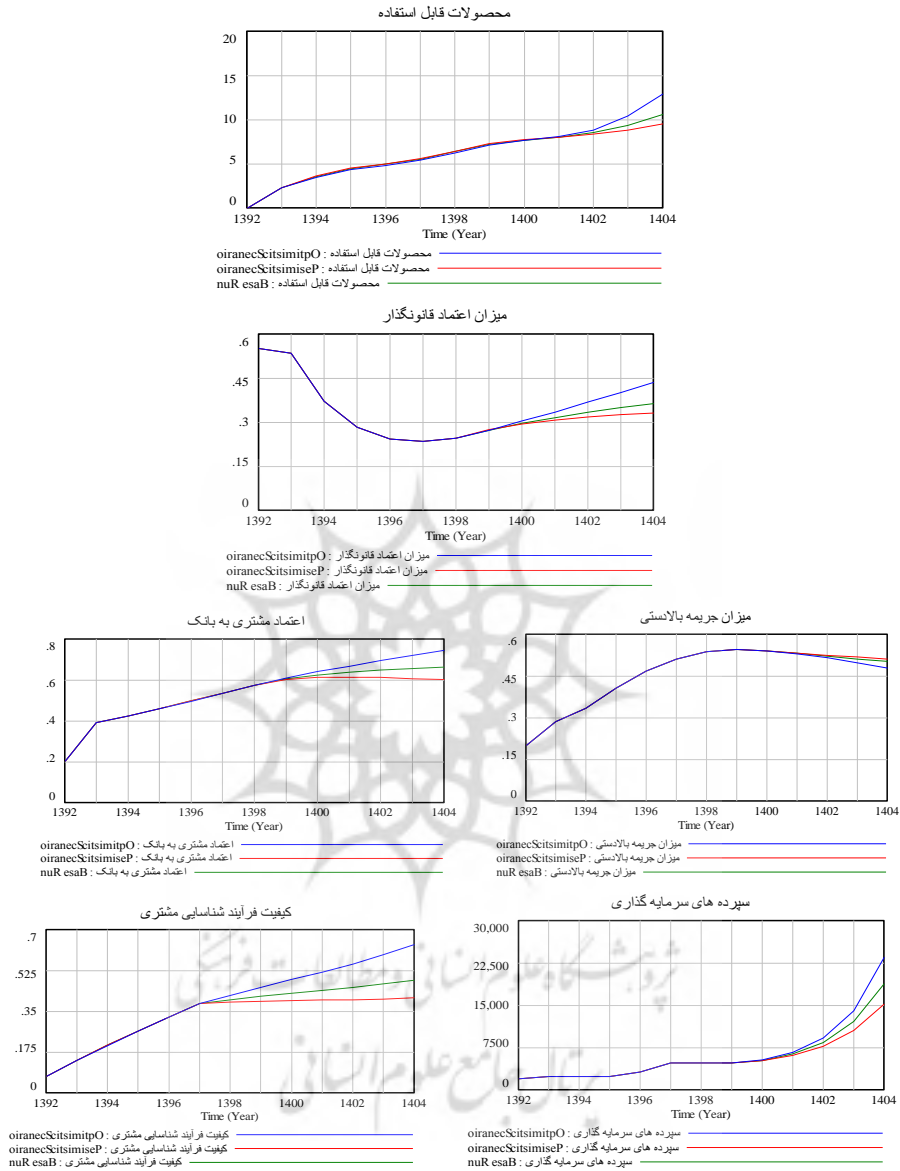 محصولات قابل استفاده
20
15
10
5
0
1392 1394 1396 1398 1400 1402 1404
Time (Year)
محصولات قابل استفاده : oiranecScitsimitpO
محصولات قابل استفاده : oiranecScitsimiseP
محصولات قابل استفاده : nuR esaB
میزان اعتماد قانونگذار
.6
.45
.3
.15
0
1392 1394 1396 1398 1400 1402 1404
Time (Year)
میزان اعتماد قانونگذار : oiranecScitsimitpO
میزان اعتماد قانونگذار : oiranecScitsimiseP
میزان اعتماد قانونگذار : nuR esaB
میزان جریمه بالادستی
.6
.45
.3
.15
0
1392 1394 1396 1398 1400 1402 1404
Time (Year)
میزان جریمه بالادستی : oiranecScitsimitpO
میزان جریمه بالادستی : oiranecScitsimiseP
میزان جریمه بالادستی : nuR esaB
اعتماد مشتری به بانک
.8
.6
.4
.2
0
1392 1394 1396 1398 1400 1402 1404
Time (Year)
اعتماد مشتری به بانک : oiranecScitsimitpO
اعتماد مشتری به بانک : oiranecScitsimiseP
اعتماد مشتری به بانک : nuR esaB
سپرده های سرمایه گذاری
30,000
22,500
15,000
7500
0
1392 1394 1396 1398 1400 1402 1404
Time (Year)
سپرده های سرمایه گذاری : oiranecScitsimitpO
سپرده های سرمایه گذاری : oiranecScitsimiseP
سپرده های سرمایه گذاری : nuR esaB
کیفیت فرآیند شناسایی مشتری
.7
.525
.35
.175
0
1392 1394 1396 1398 1400 1402 1404
Time (Year)
کیفیت فرآیند شناسایی مشتری : oiranecScitsimitpO
کیفیت فرآیند شناسایی مشتری : oiranecScitsimiseP
کیفیت فرآیند شناسایی مشتری : nuR esaB
پژوهشگاه علوم انسانی و مطالعات فرهنگی
پرتال جامع علوم انسانی